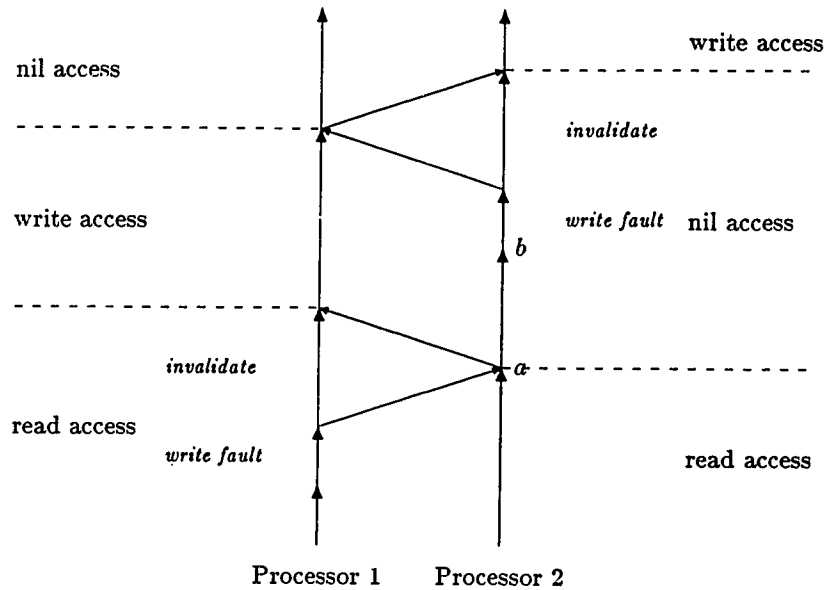 write access
nil access
invalidate
write access
write fault nil access
b
invalidate
a
read access
write fault
read access
Processor 1 Processor 2